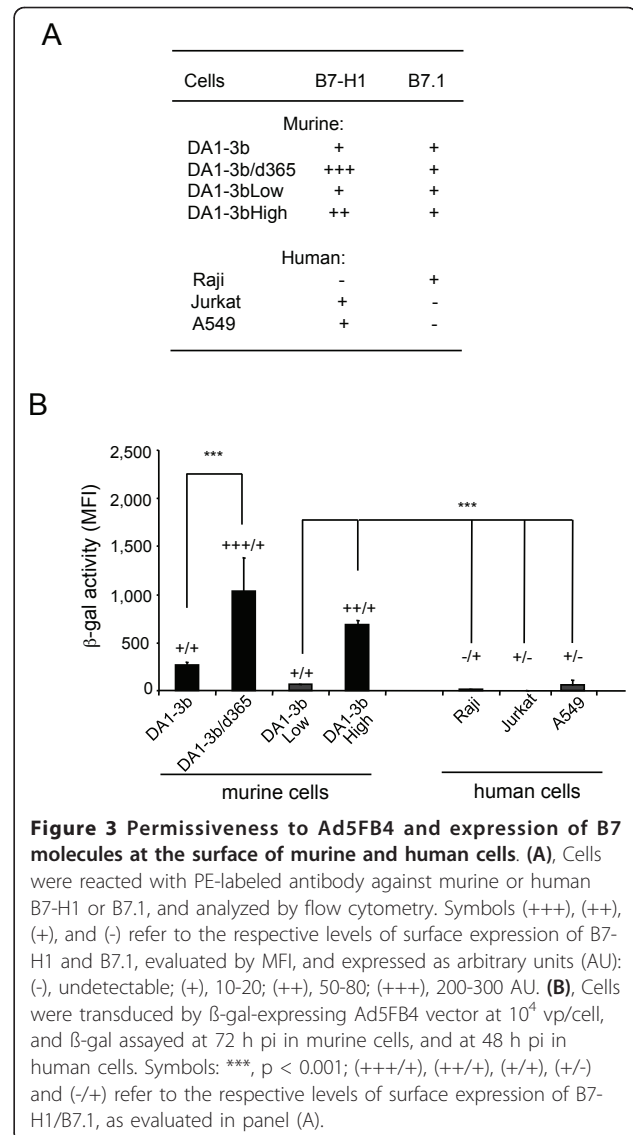 A
Cells B7-H1 B7.1
Murine:
DA1-3b + +
DA1-3b/d365 +++ +
DA1-3bLow + +
DA1-3bHigh ++ +
Human:
Raji - +
Jurkat + -
A549 + -
B
β-gal activity (MFI)
2,500
2,000
1,500
1,000
500
0
***
***
+/+
+++/+
+/+
++/+
-/+
+/-
+/-
DA1-3b
DA1-3b/d365
DA1-3b
Low
DA1-3b
High
Raji
Jurkat
A549
murine cells
human cells
Figure 3 Permissiveness to Ad5FB4 and expression of B7
molecules at the surface of murine and human cells. (A), Cells
were reacted with PE-labeled antibody against murine or human
B7-H1 or B7.1, and analyzed by flow cytometry. Symbols (+++), (++),
(+), and (-) refer to the respective levels of surface expression of B7-
H1 and B7.1, evaluated by MFI, and expressed as arbitrary units (AU):
(-), undetectable; (+), 10-20; (++), 50-80; (+++), 200-300 AU. (B), Cells
were transduced by ß-gal-expressing Ad5FB4 vector at 10⁴ vp/cell,
and ß-gal assayed at 72 h pi in murine cells, and at 48 h pi in
human cells. Symbols: ***, p < 0.001; (+++/+), (++/+), (+/+), (+/-)
and (-/+) refer to the respective levels of surface expression of B7-
H1/B7.1, as evaluated in panel (A).